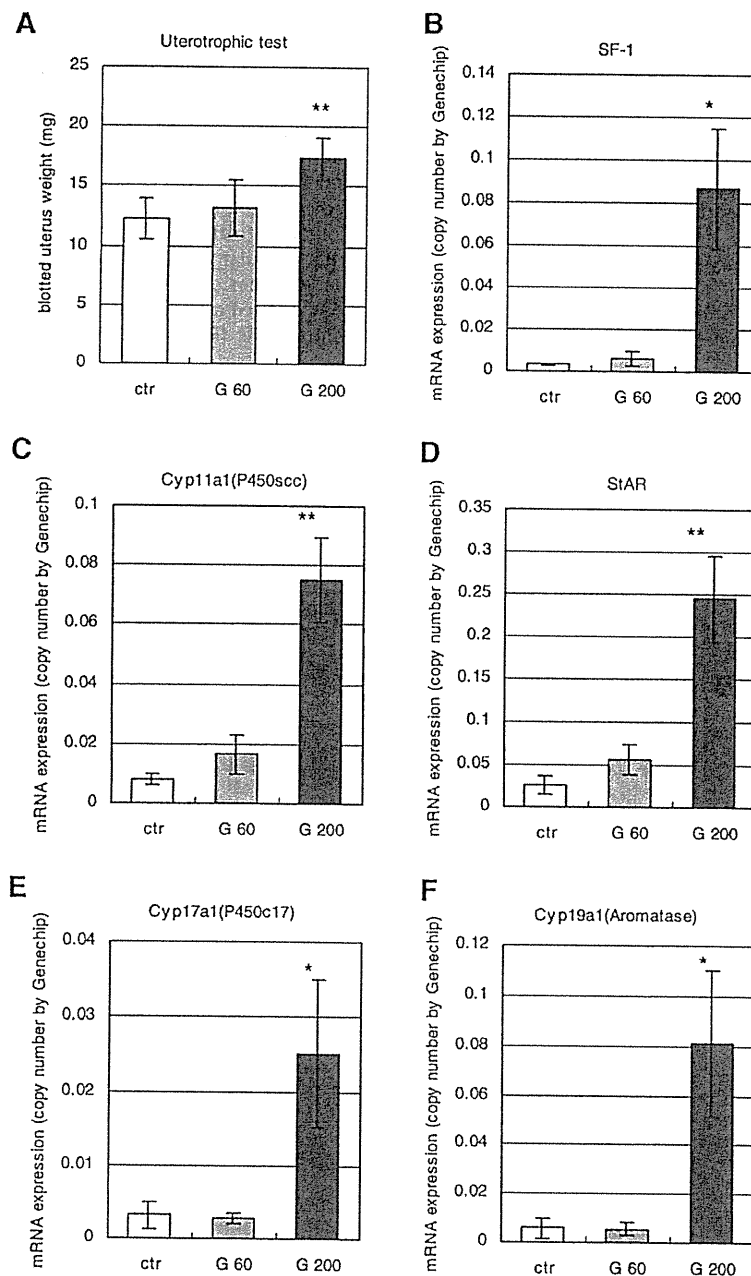 A
Uterotrophic test
blotted uterus weight (mg)
25
20
15
10
5
0
**
ctr
G 60
G 200
B
SF-1
mRNA expression (copy number by Genechip)
0.14
0.12
0.1
0.08
0.06
0.04
0.02
0
*
ctr
G 60
G 200
C
Cyp11a1(P450scc)
mRNA expression (copy number by Genechip)
0.1
0.08
0.06
0.04
0.02
0
**
ctr
G 60
G 200
D
StAR
mRNA expression (copy number by Genechip)
0.35
0.3
0.25
0.2
0.15
0.1
0.05
0
**
ctr
G 60
G 200
E
Cyp17a1(P450c17)
mRNA expression (copy number by Genechip)
0.04
0.03
0.02
0.01
0
*
ctr
G 60
G 200
F
Cyp19a1(Aromatase)
mRNA expression (copy number by Genechip)
0.12
0.1
0.08
0.06
0.04
0.02
0
*
ctr
G 60
G 200